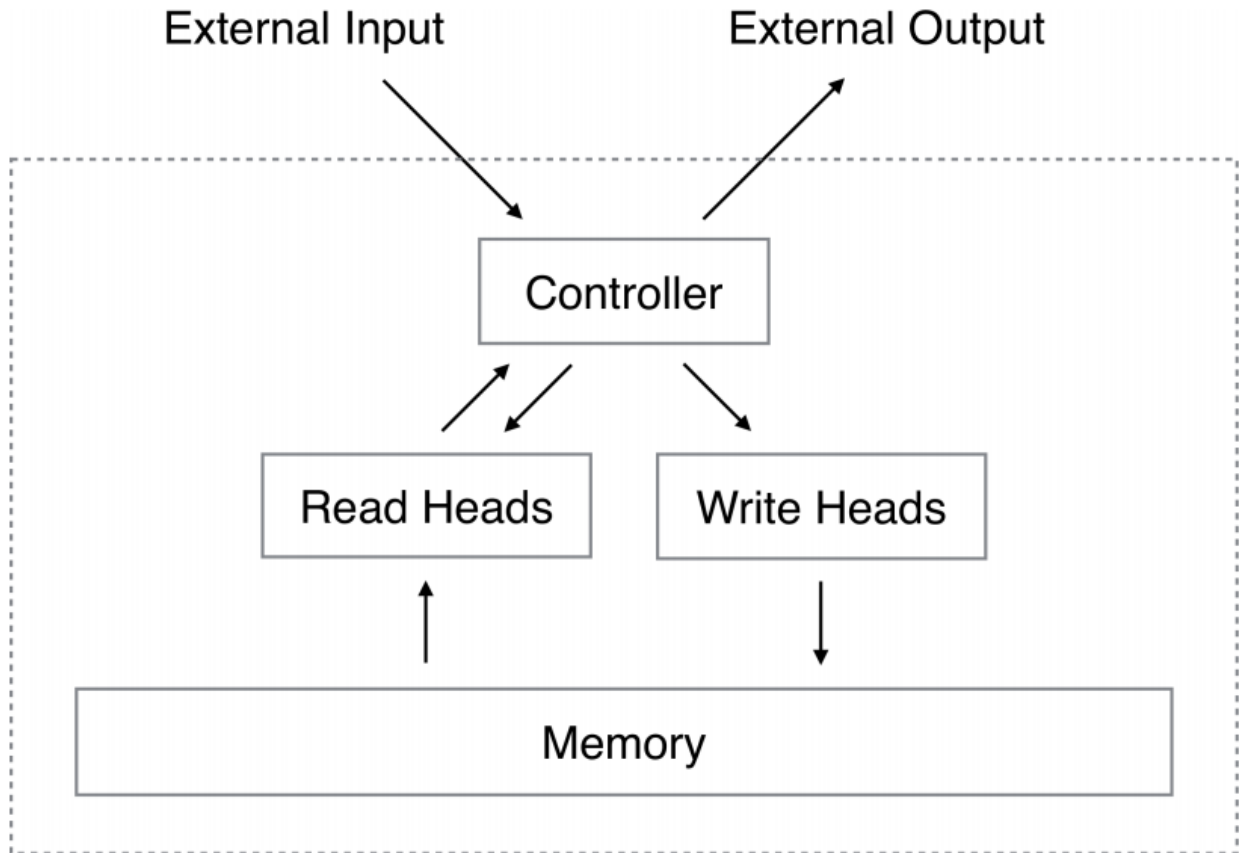 External Input
External Output
Controller
Read Heads
Write Heads
Memory